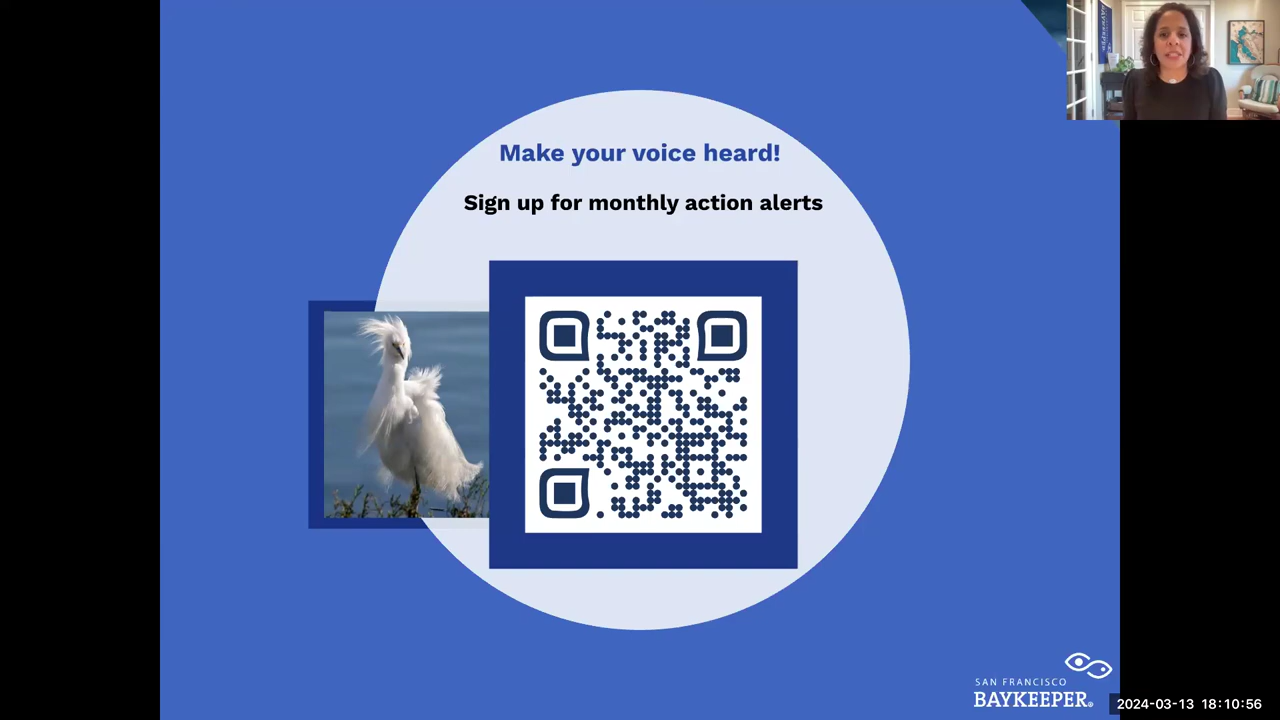 Make your voice heard!
Sign up for monthly action alerts
BAYKEEPER
SAN FRANCISCO
BAYKEEPER®
2024-03-13 18:10:56